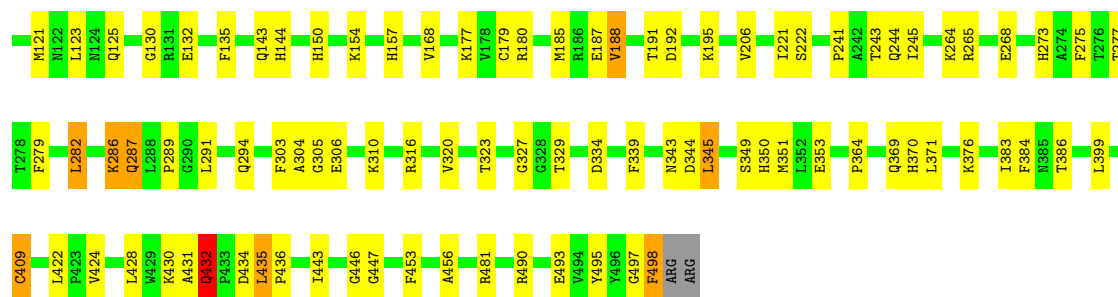 M121 N122 L123 N124 Q125 G130 R131 E132 F135 Q143 H144 H150 K154 H157 V168 K177 V178 C179 R180 M185 R186 E187 V188 T191 D192 K195 V206 I221 S222 P241 A242 T243 Q244 I245 K264 R265 E268 H273 A274 F275 T276 T277
T278 F279 L282 K286 Q287 L288 P289 G290 L291 Q294 F303 A304 G305 E306 K310 R316 V320 T323 G327 G328 T329 D334 F339 N343 D344 L345 S349 H350 M351 L352 E353 P364 Q369 H370 L371 K376 I383 F384 N385 T386 L399
C409 L422 P423 V424 L428 W429 K430 A431 Q432 P433 D434 L435 P436 I443 G446 G447 F453 A456 R481 R490 E493 V494 Y495 Y496 G497 F498 ARG ARG